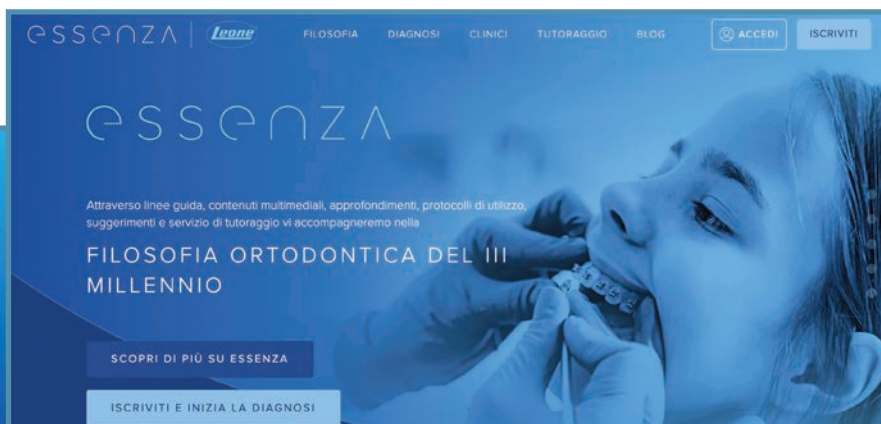 essenza Leone FILOSOFIA DIAGNOSI CLINICI TUTORAGGIO BLOG ACCEDI ISCRIVITI
essenza
Attraverso linee guida, contenuti multimediali, approfondimenti, protocolli di utilizzo,
suggerimenti e servizio di tutoraggio vi accompagneremo nella
FILOSOFIA ORTODONTICA DEL III
MILLENNIO
SCOPRI DI PIÙ SU ESSENZA
ISCRIVITI E INIZIA LA DIAGNOSI